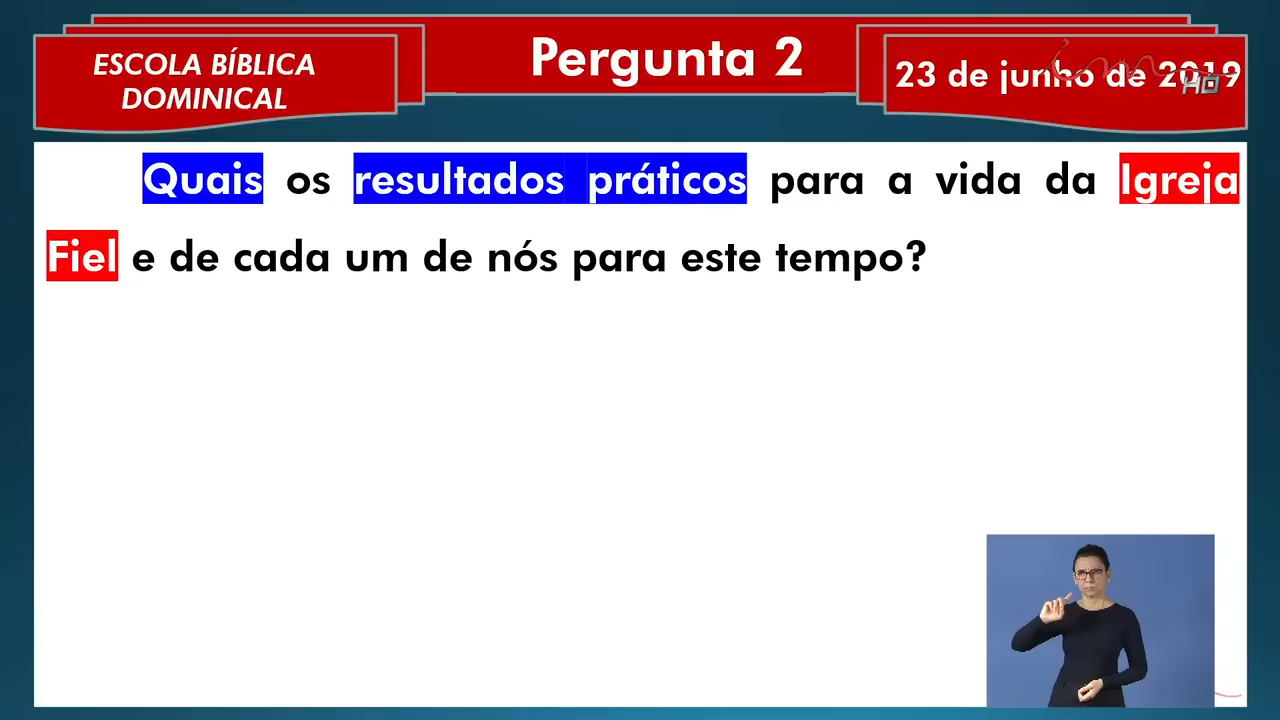 ESCOLA BÍBLICA
DOMINICAL
Pergunta 2
23 de junho de 2019
HD
Quais os resultados práticos para a vida da Igreja
Fiel e de cada um de nós para este tempo?